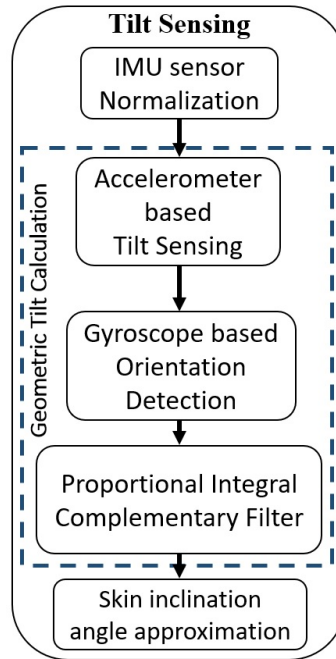 Tilt Sensing
IMU sensor
Normalization
Geometric Tilt Calculation
Accelerometer
based
Tilt Sensing
Gyroscope based
Orientation
Detection
Proportional Integral
Complementary Filter
Skin inclination
angle approximation